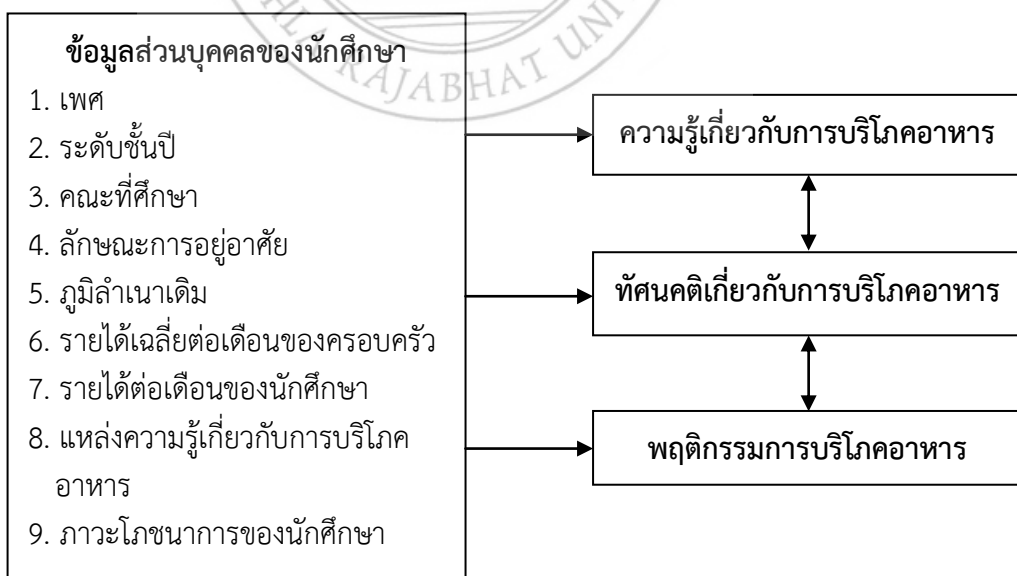 HLA RAJABHAT UNI
ข้อมูลส่วนบุคคลของนักศึกษา
1. เพศ
2. ระดับชั้นปี
3. คณะที่ศึกษา
4. ลักษณะการอยู่อาศัย
5. ภูมิลำเนาเดิม
6. รายได้เฉลี่ยต่อเดือนของครอบครัว
7. รายได้ต่อเดือนของนักศึกษา
8. แหล่งความรู้เกี่ยวกับการบริโภค
อาหาร
9. ภาวะโภชนาการของนักศึกษา
ความรู้เกี่ยวกับการบริโภคอาหาร
ทัศนคติเกี่ยวกับการบริโภคอาหาร
พฤติกรรมการบริโภคอาหาร